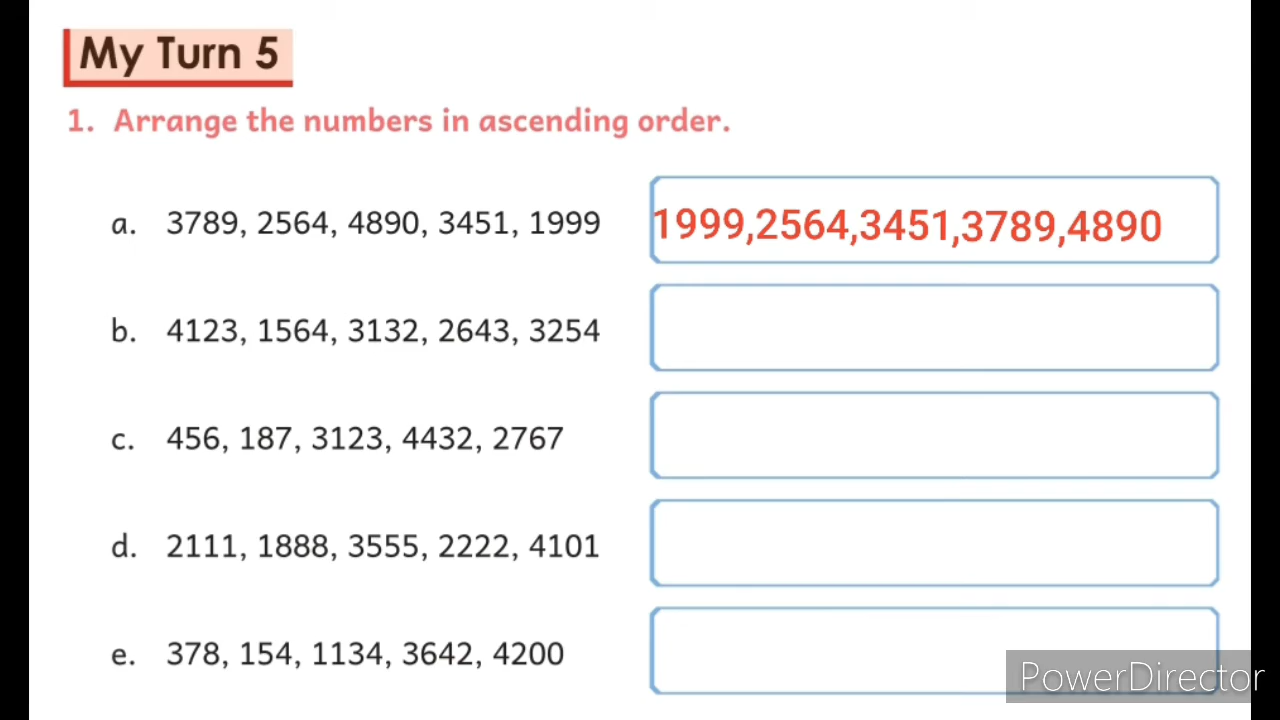 My Turn 5
1. Arrange the numbers in ascending order.
a. 3789, 2564, 4890, 3451, 1999 1999,2564,3451,3789,4890
b. 4123, 1564, 3132, 2643, 3254
c. 456, 187, 3123, 4432, 2767
d. 2111, 1888, 3555, 2222, 4101
e. 378, 154, 1134, 3642, 4200
PowerDirector